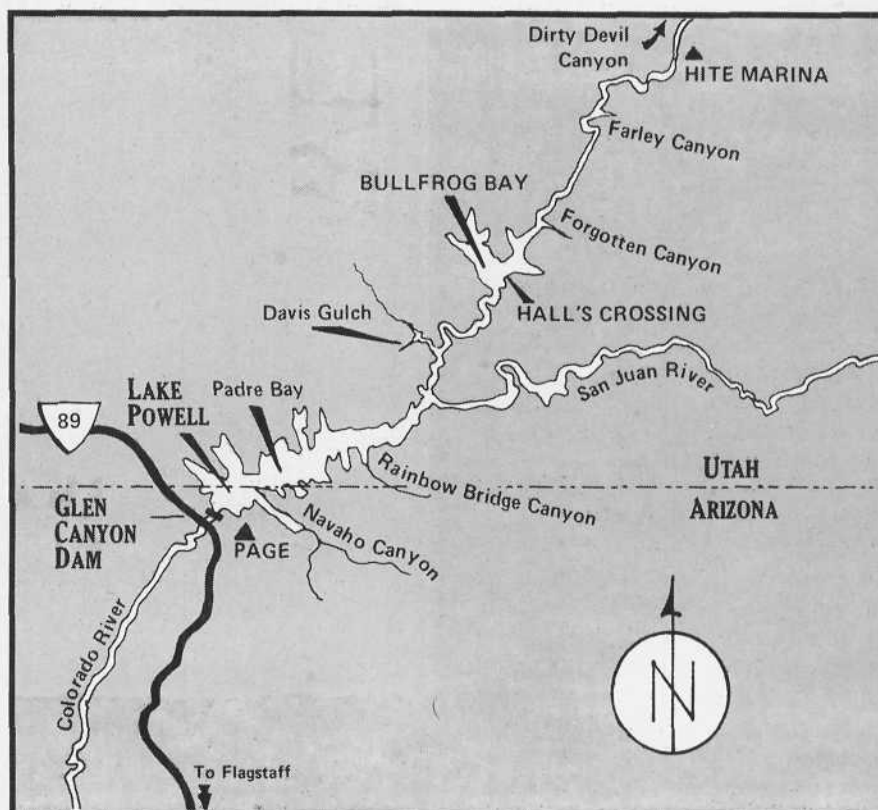 Dirty Devil
Canyon
HITE MARINA
Farley Canyon
BULLFROG BAY
Forgotten Canyon
Davis Gulch
HALL'S CROSSING
San Juan River
LAKE
POWELL
Padre Bay
89
Rainbow Bridge Canyon
UTAH
ARIZONA
GLEN
CANYON
DAM
Navaho Canyon
PAGE
Colorado River
N
To Flagstaff